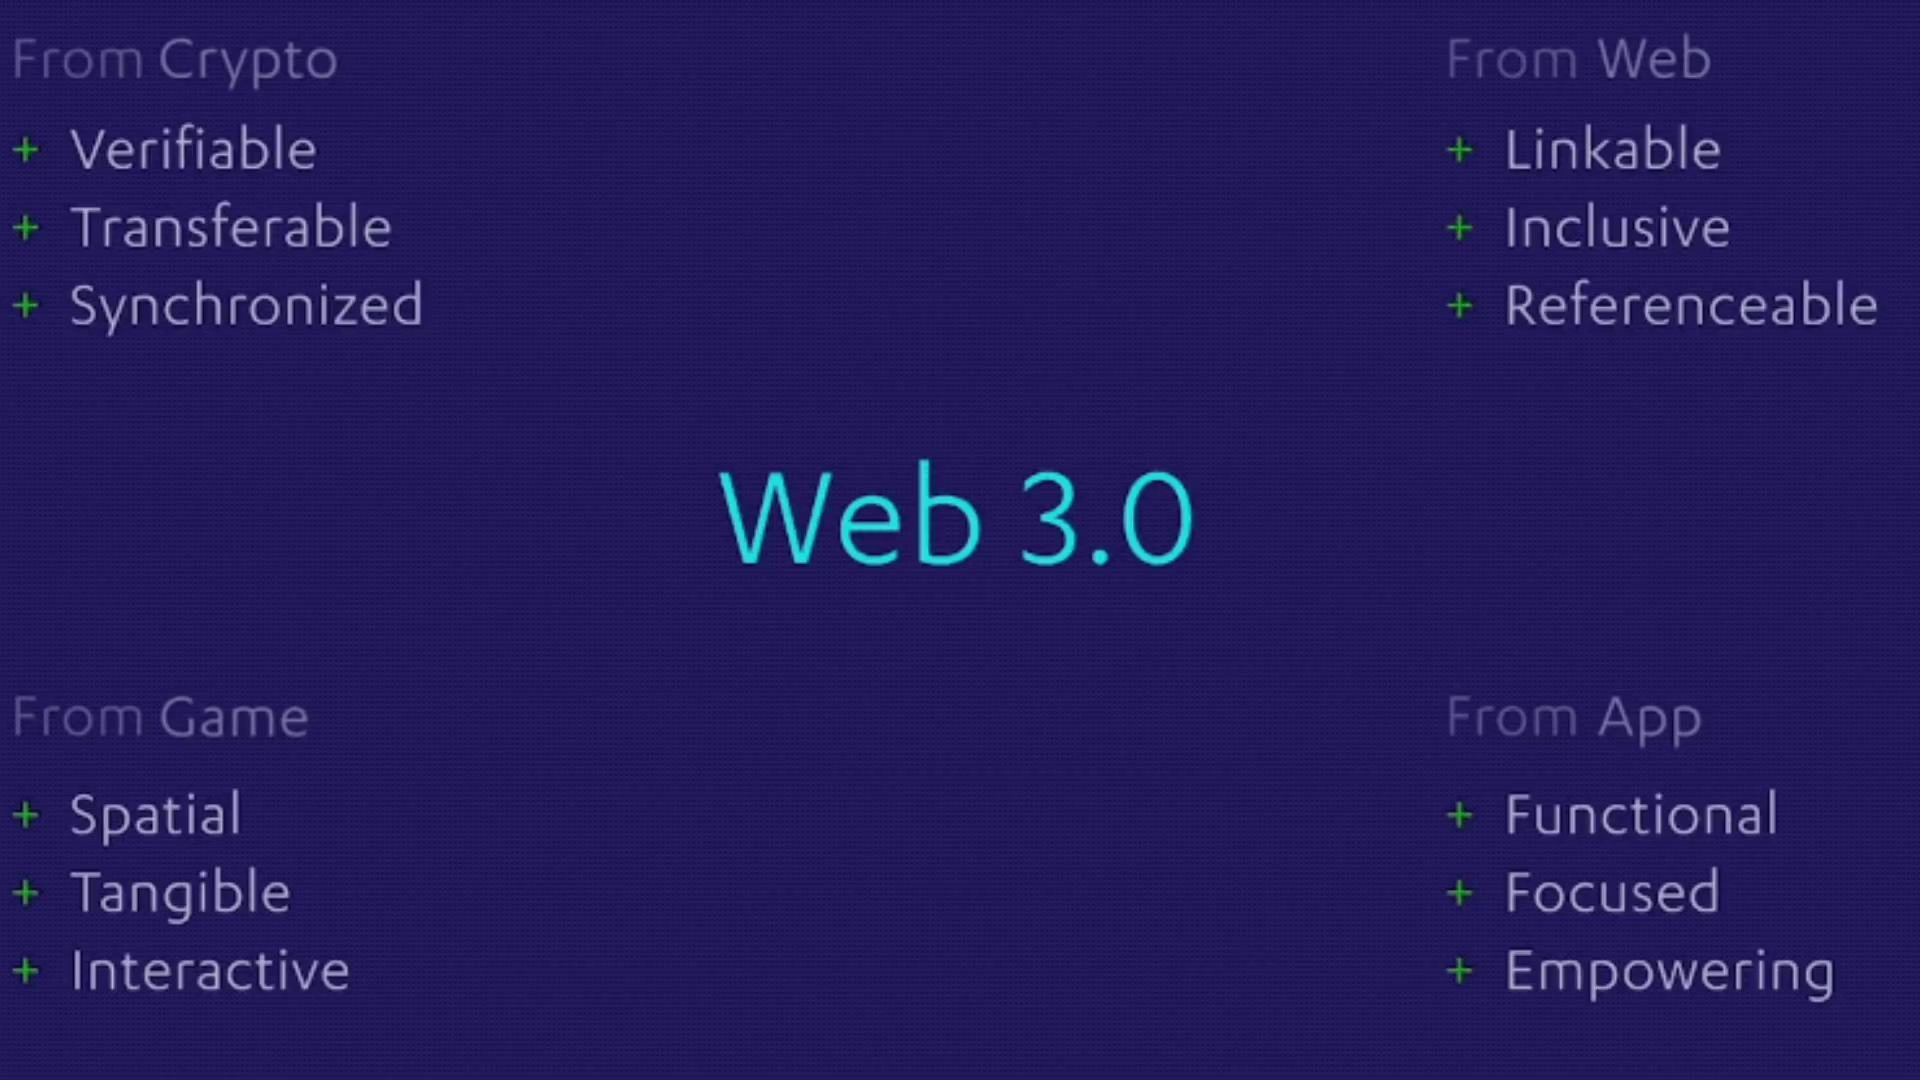 From Crypto
+ Verifiable
+ Transferable
+ Synchronized
From Web
+ Linkable
+ Inclusive
+ Referenceable
Web 3.0
From Game
+ Spatial
+ Tangible
+ Interactive
From App
+ Functional
+ Focused
+ Empowering